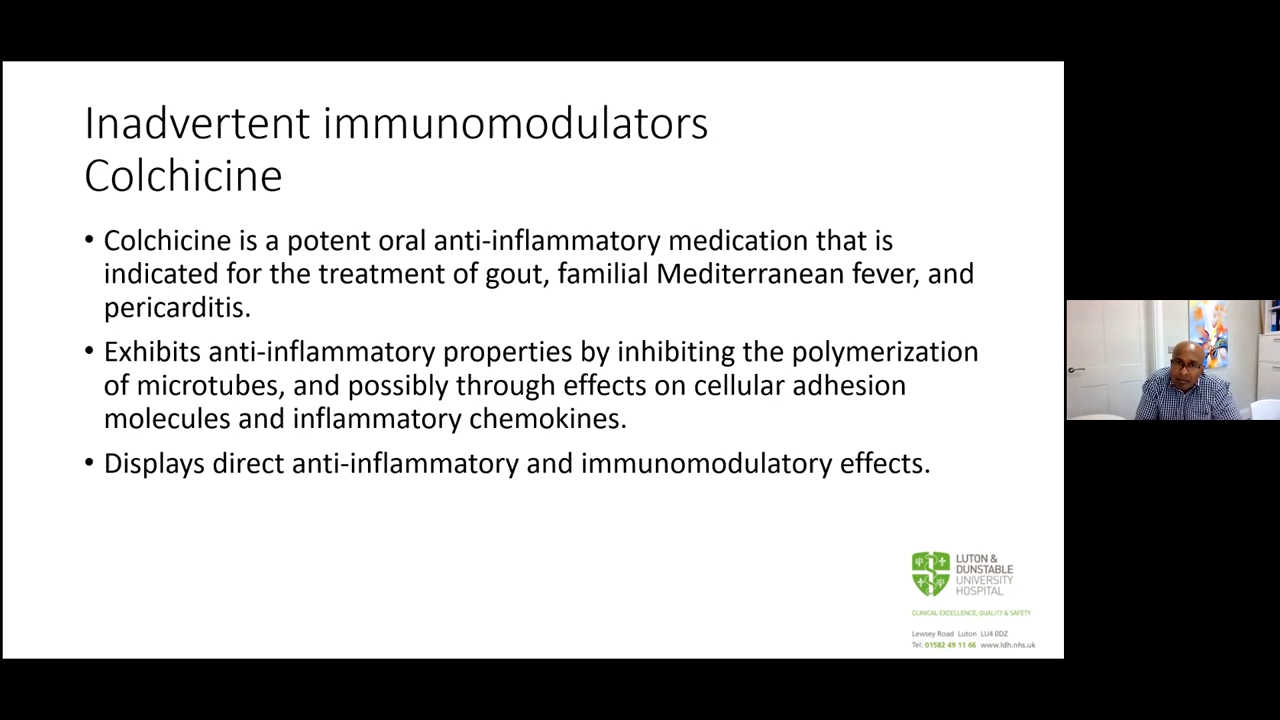 Inadvertent immunomodulators
Colchicine
• Colchicine is a potent oral anti-inflammatory medication that is
indicated for the treatment of gout, familial Mediterranean fever, and
pericarditis.
• Exhibits anti-inflammatory properties by inhibiting the polymerization
of microtubes, and possibly through effects on cellular adhesion
molecules and inflammatory chemokines.
• Displays direct anti-inflammatory and immunomodulatory effects.
LUTON &
DUNSTABLE
UNIVERSITY
HOSPITAL
CLINICAL EXCELLENCE, QUALITY & SAFETY
Lewsey Road Luton LU4 0DZ
Tel: 01582 49 11 66 www.ldh.nhs.uk